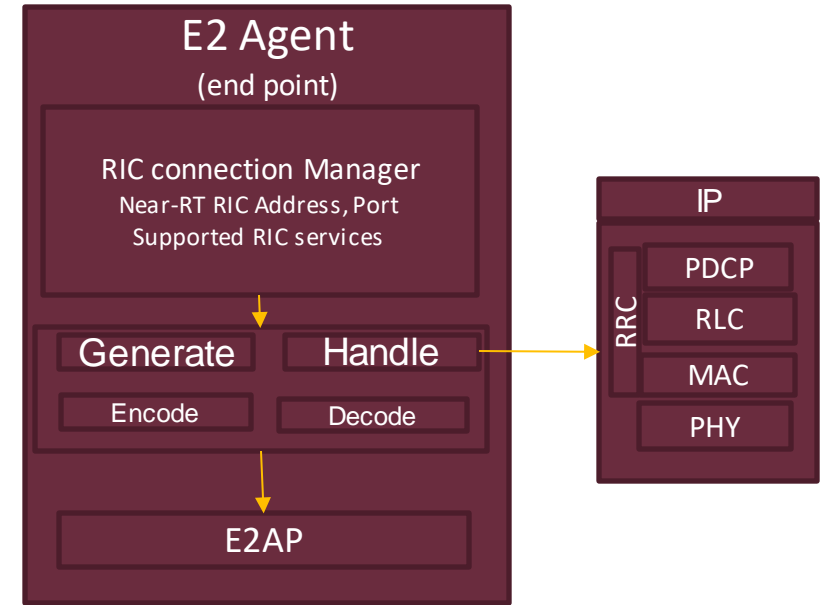 E2 Agent
(end point)
RIC connection Manager
Near-RT RIC Address, Port
Supported RIC services
Generate
Handle
Encode
Decode
E2AP
IP
RRC
PDCP
RLC
MAC
PHY